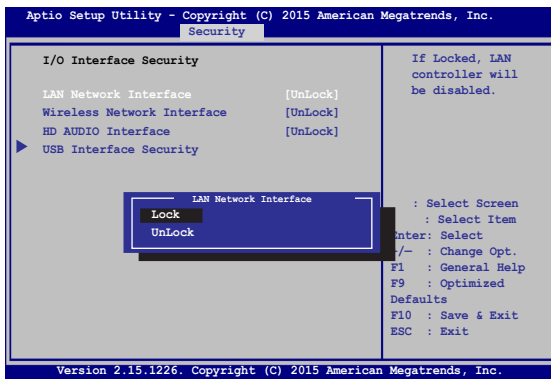 Aptio Setup Utility - Copyright (C) 2015 American Megatrends, Inc.
Security
I/O Interface Security
LAN Network Interface [UnLock]
Wireless Network Interface [UnLock]
HD AUDIO Interface [UnLock]
USB Interface Security
If Locked, LAN
controller will
be disabled.
LAN Network Interface
Lock
UnLock
: Select Screen
: Select Item
Enter: Select
+/— : Change Opt.
F1 : General Help
F9 : Optimized
Defaults
F10 : Save & Exit
ESC : Exit
Version 2.15.1226. Copyright (C) 2015 American Megatrends, Inc.